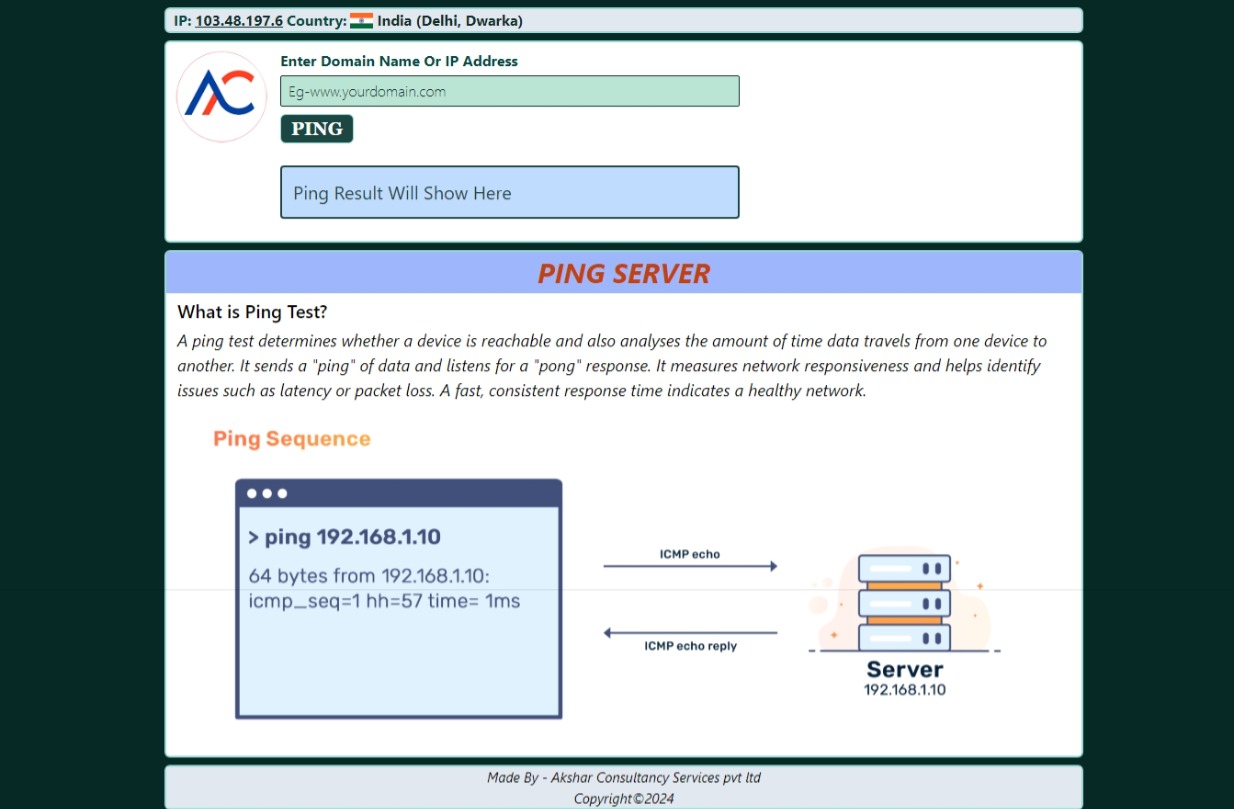 IP: 103.48.197.6 Country: India (Delhi, Dwarka)
AC
Enter Domain Name Or IP Address
Eg-www.yourdomain.com
PING
Ping Result Will Show Here
PING SERVER
What is Ping Test?
A ping test determines whether a device is reachable and also analyses the amount of time data travels from one device to
another. It sends a "ping" of data and listens for a "pong" response. It measures network responsiveness and helps identify
issues such as latency or packet loss. A fast, consistent response time indicates a healthy network.
Ping Sequence
> ping 192.168.1.10
64 bytes from 192.168.1.10:
icmp_seq=1 hh=57 time= 1ms
ICMP echo
ICMP echo reply
Server
192.168.1.10
Made By - Akshar Consultancy Services pvt ltd
Copyright©2024